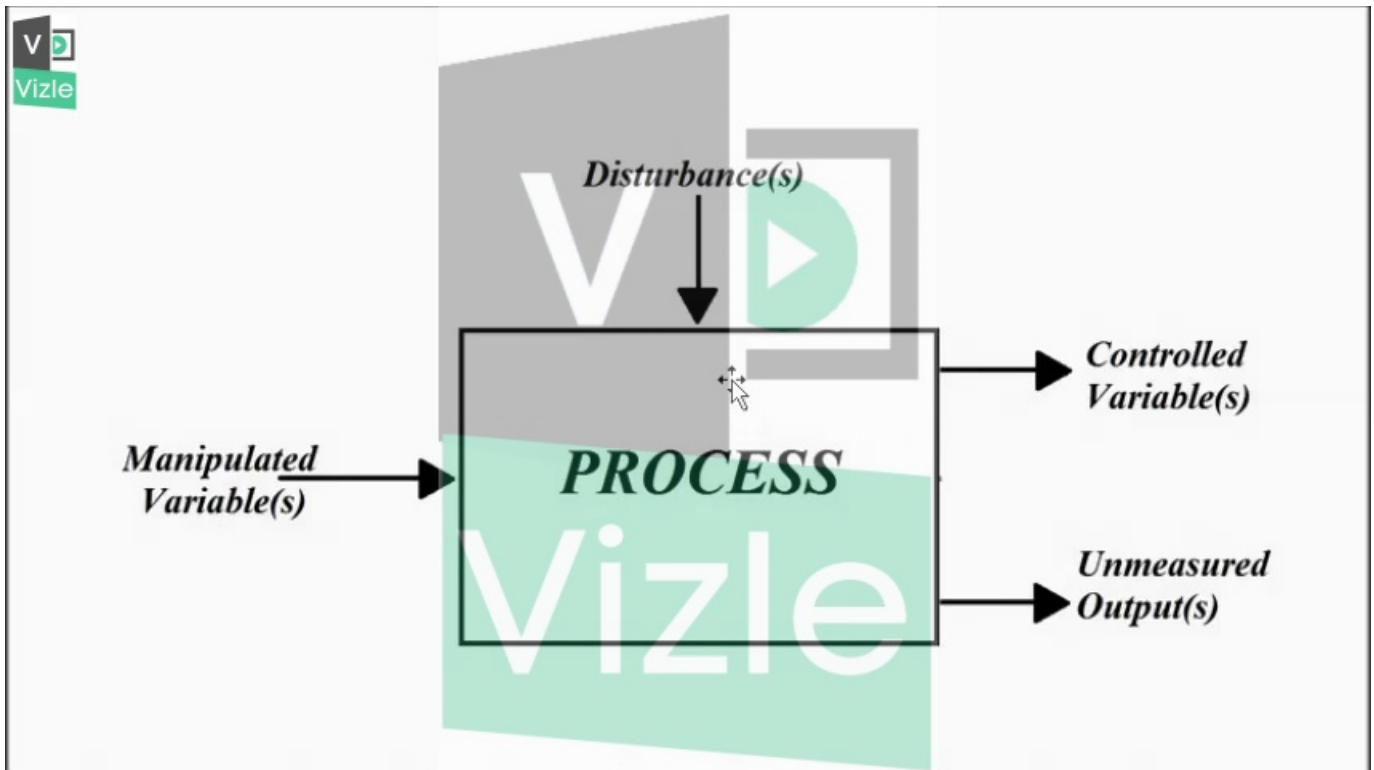 V
Vizle
Disturbance(s)
V
Controlled
Variable(s)
Manipulated
Variable(s)
PROCESS
Vizle
Unmeasured
Output(s)